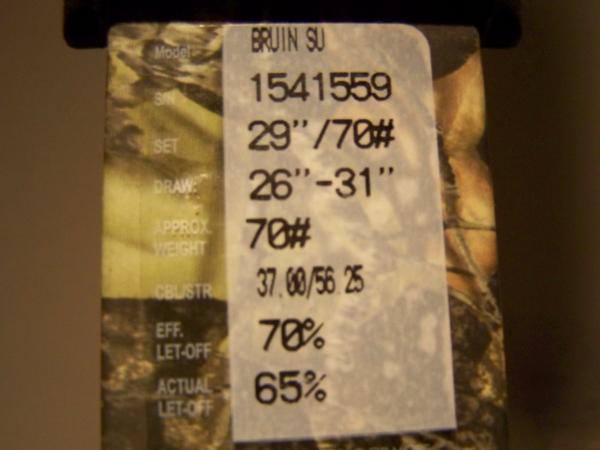 Model BRUIN SU
S/N 1541559
SET 29"/70#
DRAW: 26"-31"
APPROX. WEIGHT 70#
CBL/STR 37.00/56.25
EFF. LET-OFF 70%
ACTUAL LET-OFF 65%